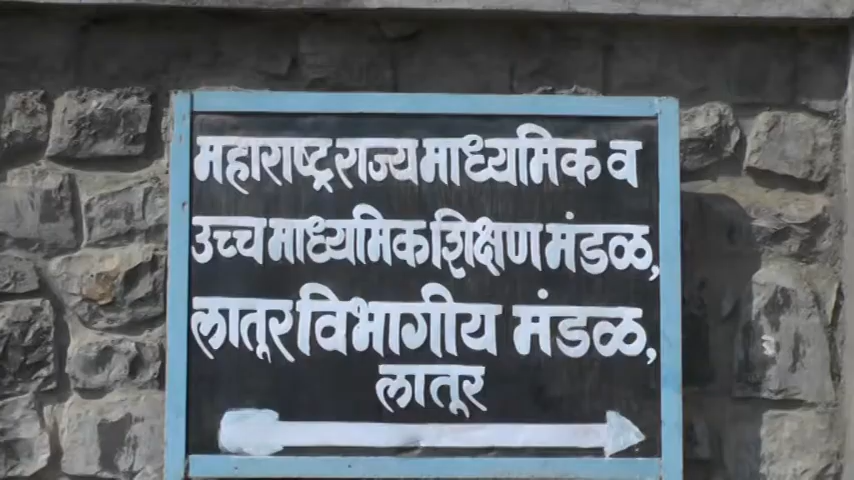 महाराष्ट्र राज्य माध्यमिक व
उच्च माध्यमिक शिक्षण मंडळ,
लातूर विभागीय मंडळ,
लातूर